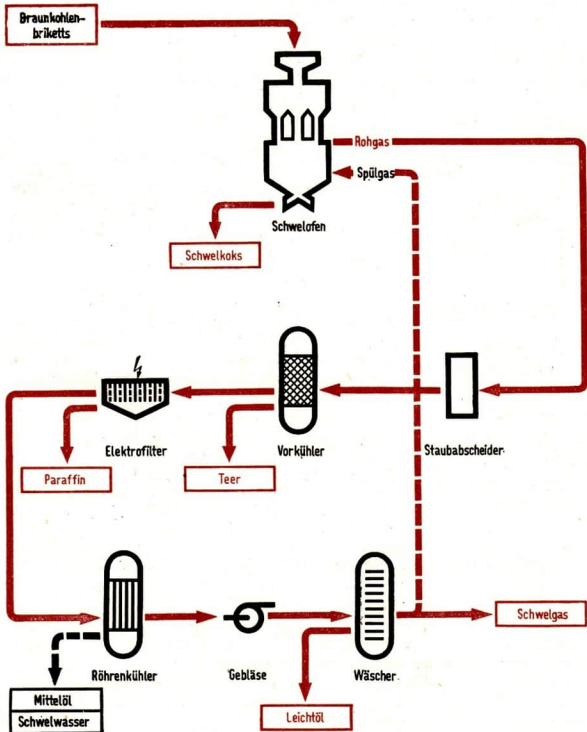 Braunkohlen-
briketts
Rohgas
Spülgas
Schwelofen
Schwelkoks
Elektrofilter
Vorkühler
Staubabscheider
Paraffin
Teer
Röhrenkühler
Gebläse
Wäscher
Schwelgas
Mittelöl
Schwelwasser
Leichtöl